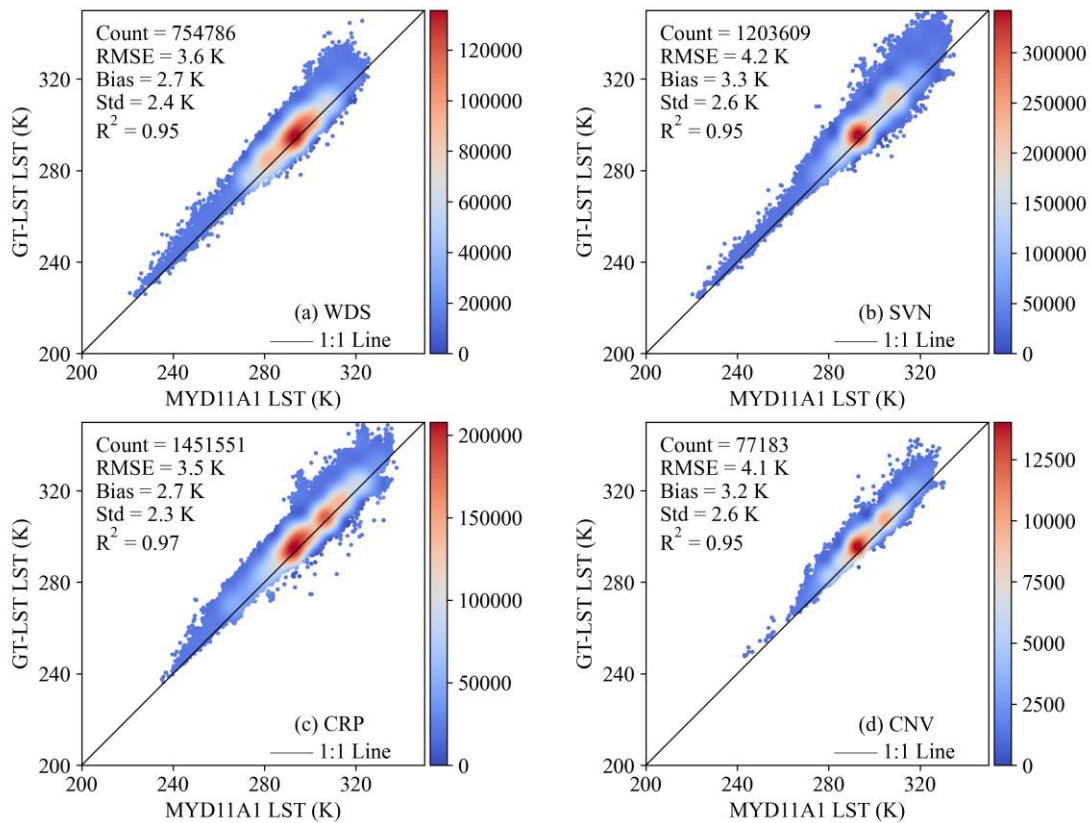 Count = 754786
RMSE = 3.6 K
Bias = 2.7 K
Std = 2.4 K
R² = 0.95
GT-LST LST (K)
320
280
240
200
(a) WDS
1:1 Line
200 240 280 320
MYD11A1 LST (K)
120000
100000
80000
60000
40000
20000
0
Count = 1203609
RMSE = 4.2 K
Bias = 3.3 K
Std = 2.6 K
R² = 0.95
GT-LST LST (K)
320
280
240
200
(b) SVN
1:1 Line
200 240 280 320
MYD11A1 LST (K)
300000
250000
200000
150000
100000
50000
0
Count = 1451551
RMSE = 3.5 K
Bias = 2.7 K
Std = 2.3 K
R² = 0.97
GT-LST LST (K)
320
280
240
200
(c) CRP
1:1 Line
200 240 280 320
MYD11A1 LST (K)
200000
150000
100000
50000
0
Count = 77183
RMSE = 4.1 K
Bias = 3.2 K
Std = 2.6 K
R² = 0.95
GT-LST LST (K)
320
280
240
200
(d) CNV
1:1 Line
200 240 280 320
MYD11A1 LST (K)
12500
10000
7500
5000
2500
0